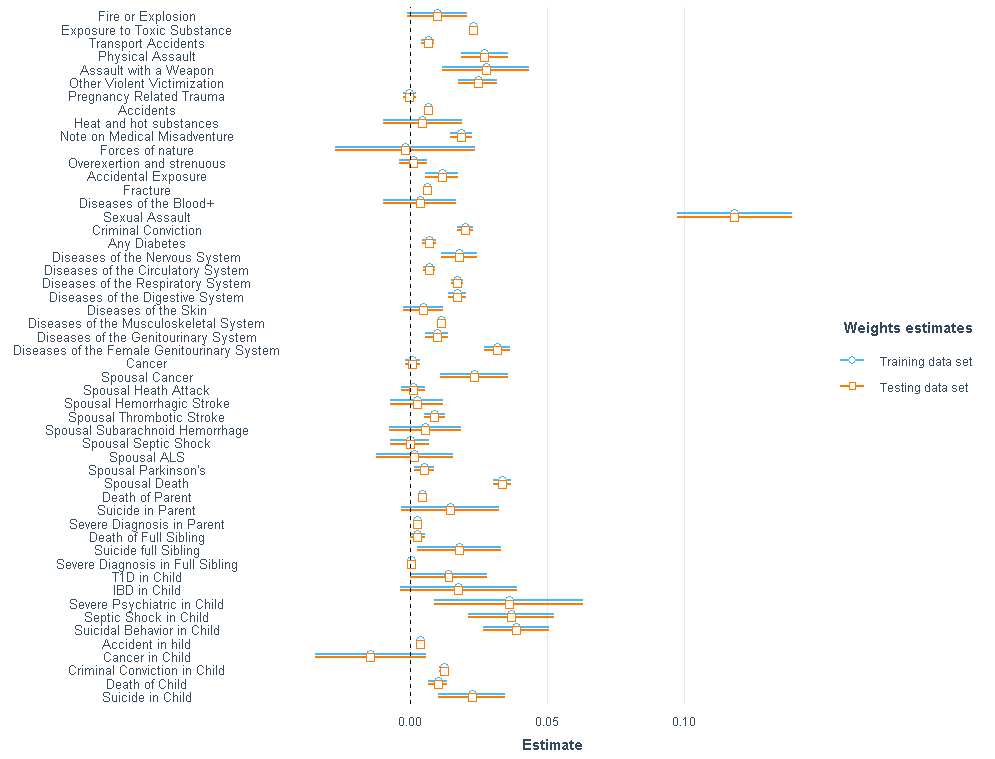 Fire or Explosion
Exposure to Toxic Substance
Transport Accidents
Physical Assault
Assault with a Weapon
Other Violent Victimization
Pregnancy Related Trauma
Accidents
Heat and hot substances
Note on Medical Misadventure
Forces of nature
Overexertion and strenuous
Accidental Exposure
Fracture
Diseases of the Blood+
Sexual Assault
Criminal Conviction
Any Diabetes
Diseases of the Nervous System
Diseases of the Circulatory System
Diseases of the Respiratory System
Diseases of the Digestive System
Diseases of the Skin
Diseases of the Musculoskeletal System
Diseases of the Genitourinary System
Diseases of the Female Genitourinary System
Cancer
Spousal Cancer
Spousal Heath Attack
Spousal Hemorrhagic Stroke
Spousal Thrombotic Stroke
Spousal Subarachnoid Hemorrhage
Spousal Septic Shock
Spousal ALS
Spousal Parkinson's
Spousal Death
Death of Parent
Suicide in Parent
Severe Diagnosis in Parent
Death of Full Sibling
Suicide full Sibling
Severe Diagnosis in Full Sibling
T1D in Child
IBD in Child
Severe Psychiatric in Child
Septic Shock in Child
Suicidal Behavior in Child
Accident in hild
Cancer in Child
Criminal Conviction in Child
Death of Child
Suicide in Child
0.00 0.05 0.10
Estimate
Weights estimates
Training data set
Testing data set